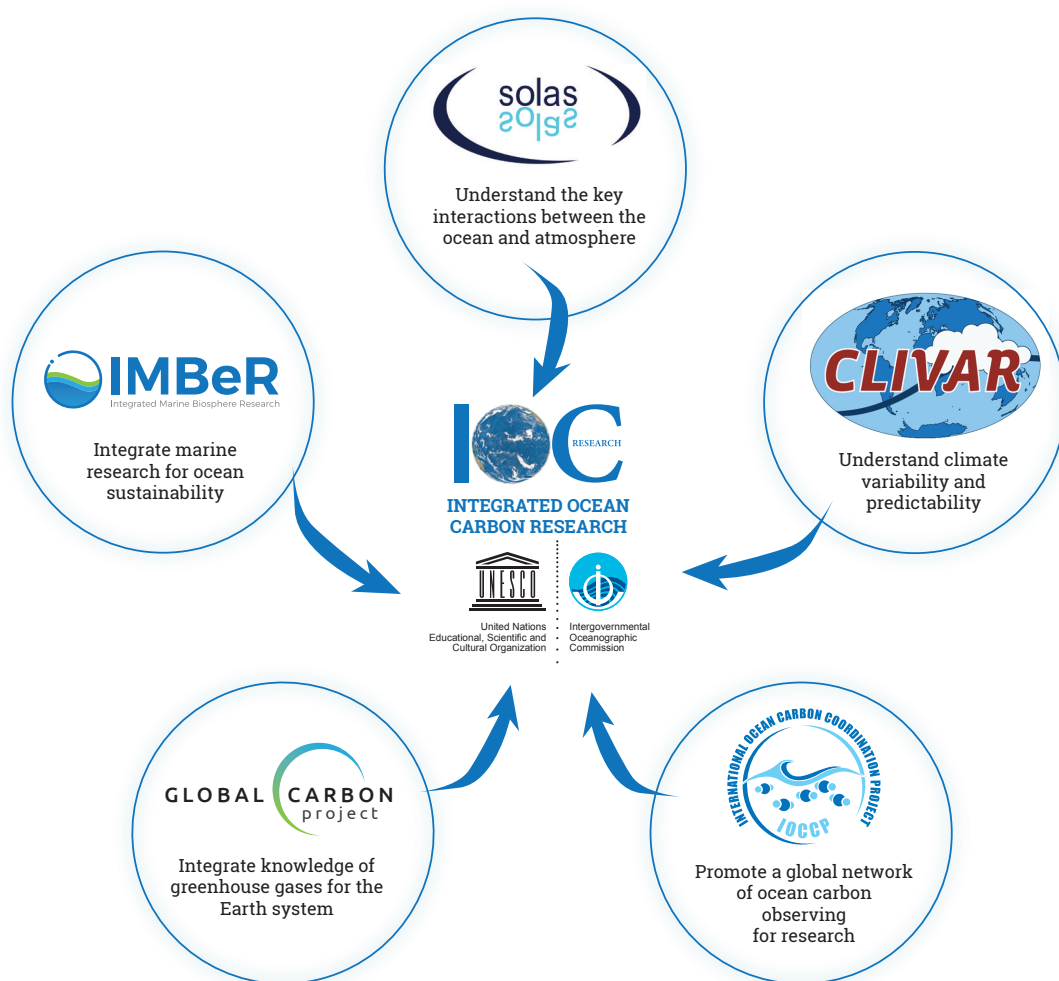 solas
solas
Understand the key
interactions between the
ocean and atmosphere
IMBeR
Integrated Marine Biosphere Research
Integrate marine
research for ocean
sustainability
CLIVAR
Understand climate
variability and
predictability
IOC
RESEARCH
INTEGRATED OCEAN
CARBON RESEARCH
UNESCO
United Nations
Educational, Scientific and
Cultural Organization
Intergovernmental
Oceanographic
Commission
GLOBAL CARBON
project
Integrate knowledge of
greenhouse gases for the
Earth system
INTERNATIONAL OCEAN CARBON COORDINATION PROJECT
IOCCP
Promote a global network
of ocean carbon
observing
for research